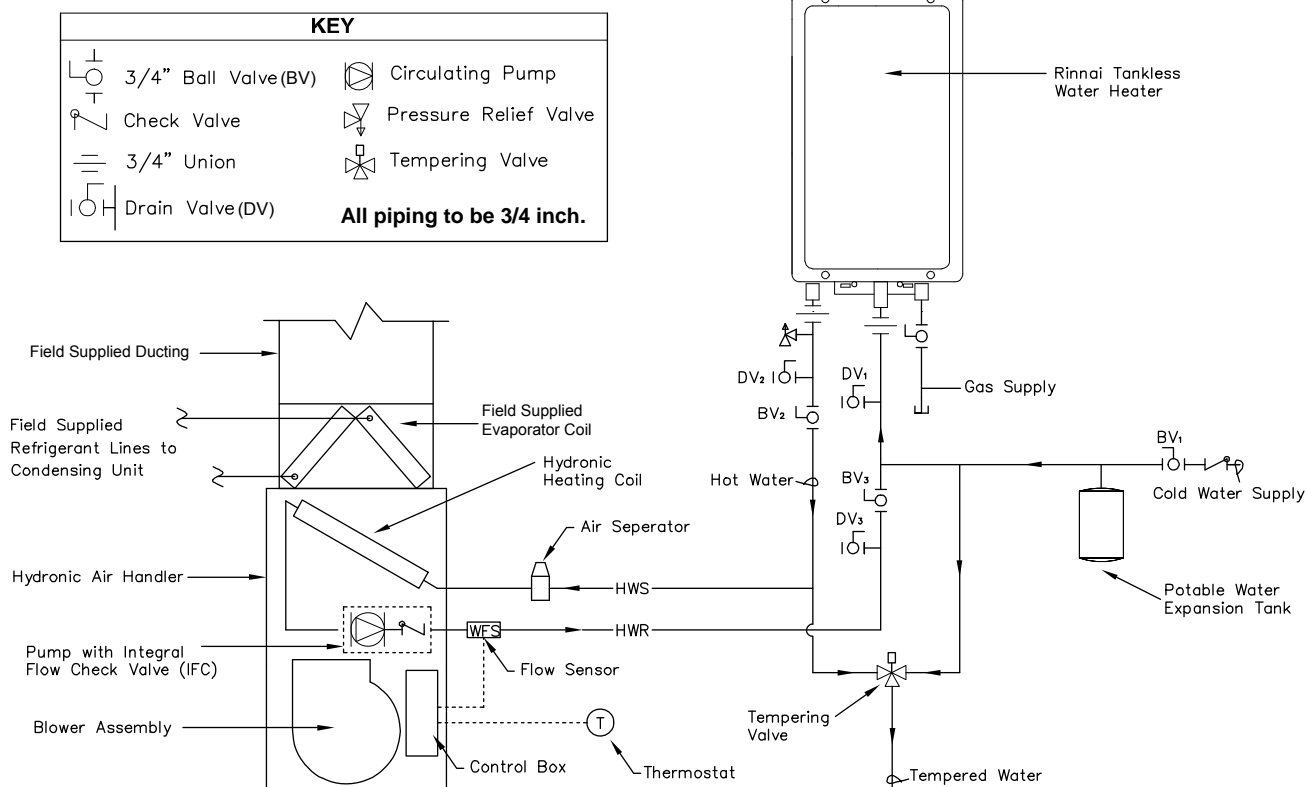 KEY
3/4" Ball Valve (BV)
Circulating Pump
Check Valve
Pressure Relief Valve
3/4" Union
Tempering Valve
Drain Valve (DV)
All piping to be 3/4 inch.
Rinnai Tankless
Water Heater
Field Supplied Ducting
Field Supplied
Refrigerant Lines to
Condensing Unit
Field Supplied
Evaporator Coil
Hydronic
Heating Coil
Air Seperator
Hydronic Air Handler
HWS
HWR
WFS
Flow Sensor
Pump with Integral
Flow Check Valve (IFC)
Blower Assembly
Control Box
T
Thermostat
DV2
DV1
BV2
Gas Supply
Hot Water
BV3
DV3
BV1
Cold Water Supply
Potable Water
Expansion Tank
Tempering
Valve
Tempered Water